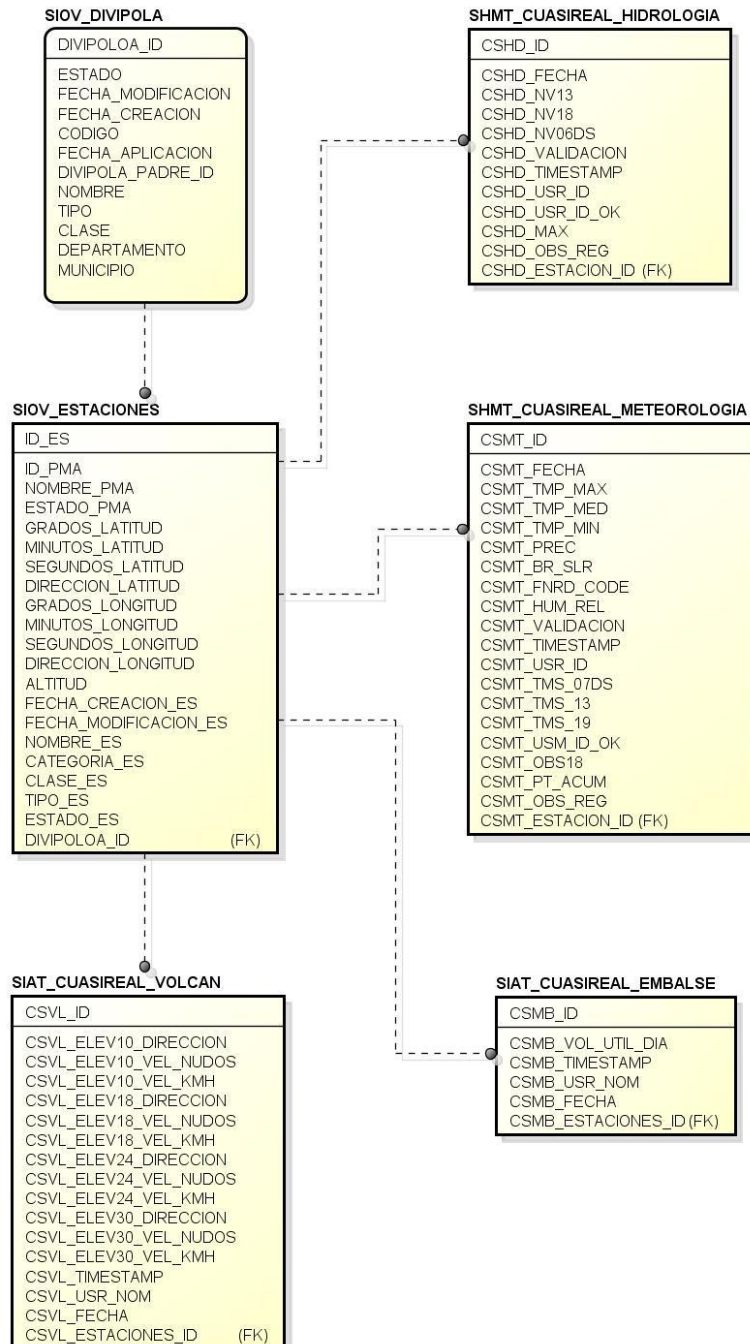 SIOV_DIVIPOLA
DIVIPOLOA_ID
ESTADO
FECHA_MODIFICACION
FECHA_CREACION
CODIGO
FECHA_APLICACION
DIVIPOLA_PADRE_ID
NOMBRE
TIPO
CLASE
DEPARTAMENTO
MUNICIPIO
SHMT_CUASIREAL_HIDROLOGIA
CSHD_ID
CSHD_FECHA
CSHD_NV13
CSHD_NV18
CSHD_NV06DS
CSHD_VALIDACION
CSHD_TIMESTAMP
CSHD_USR_ID
CSHD_USR_ID_OK
CSHD_MAX
CSHD_OBS_REG
CSHD_ESTACION_ID (FK)
SIOV_ESTACIONES
ID_ES
ID_PMA
NOMBRE_PMA
ESTADO_PMA
GRADOS_LATITUD
MINUTOS_LATITUD
SEGUNDOS_LATITUD
DIRECCION_LATITUD
GRADOS_LONGITUD
MINUTOS_LONGITUD
SEGUNDOS_LONGITUD
DIRECCION_LONGITUD
ALTITUD
FECHA_CREACION_ES
FECHA_MODIFICACION_ES
NOMBRE_ES
CATEGORIA_ES
CLASE_ES
TIPO_ES
ESTADO_ES
DIVIPOLOA_ID (FK)
SHMT_CUASIREAL_METEOROLOGIA
CSMT_ID
CSMT_FECHA
CSMT_TMP_MAX
CSMT_TMP_MED
CSMT_TMP_MIN
CSMT_PREC
CSMT_BR_SLR
CSMT_FNRD_CODE
CSMT_HUM_REL
CSMT_VALIDACION
CSMT_TIMESTAMP
CSMT_USR_ID
CSMT_TMS_07DS
CSMT_TMS_13
CSMT_TMS_19
CSMT_USM_ID_OK
CSMT_OBS18
CSMT_PT_ACUM
CSMT_OBS_REG
CSMT_ESTACION_ID (FK)
SIAT_CUASIREAL_VOLCAN
CSVL_ID
CSVL_ELEV10_DIRECCION
CSVL_ELEV10_VEL_NUDOS
CSVL_ELEV10_VEL_KMH
CSVL_ELEV18_DIRECCION
CSVL_ELEV18_VEL_NUDOS
CSVL_ELEV18_VEL_KMH
CSVL_ELEV24_DIRECCION
CSVL_ELEV24_VEL_NUDOS
CSVL_ELEV24_VEL_KMH
CSVL_ELEV30_DIRECCION
CSVL_ELEV30_VEL_NUDOS
CSVL_ELEV30_VEL_KMH
CSVL_TIMESTAMP
CSVL_USR_NOM
CSVL_FECHA
CSVL_ESTACIONES_ID (FK)
SIAT_CUASIREAL_EMBALSE
CSMB_ID
CSMB_VOL_UTIL_DIA
CSMB_TIMESTAMP
CSMB_USR_NOM
CSMB_FECHA
CSMB_ESTACIONES_ID (FK)